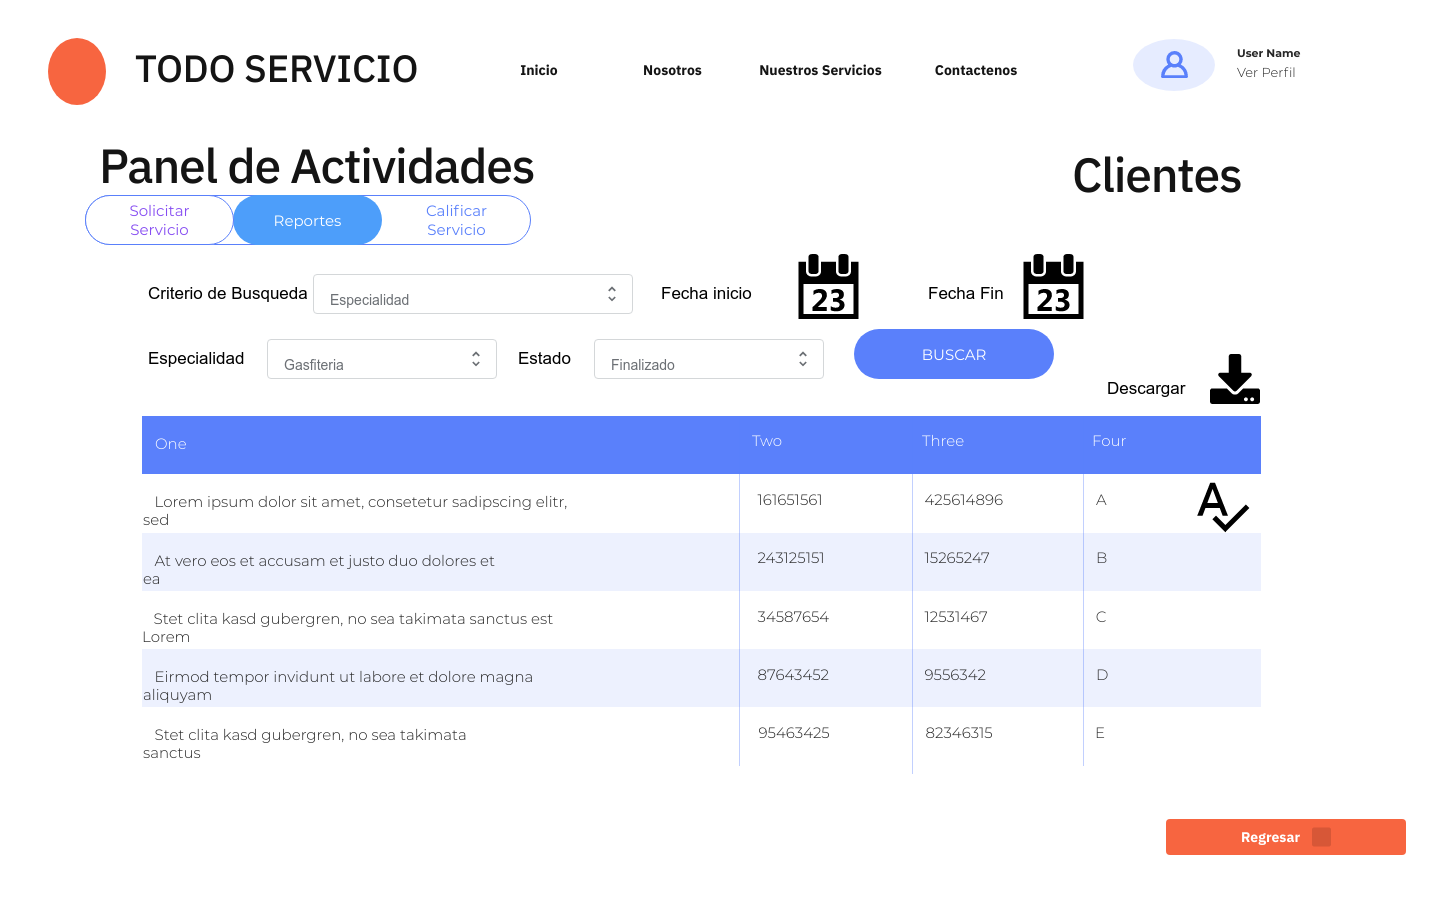 TODO SERVICIO
Inicio
Nosotros
Nuestros Servicios
Contactenos
User Name
Ver Perfil
Panel de Actividades
Clientes
Solicitar
Servicio
Reportes
Calificar
Servicio
Criterio de Busqueda
Especialidad
Fecha inicio
23
Fecha Fin
23
Especialidad
Gasfiteria
Estado
Finalizado
BUSCAR
Descargar
One
Two
Three
Four
Lorem ipsum dolor sit amet, consetetur sadipscing elitr,
sed
161651561
425614896
A
A
At vero eos et accusam et justo duo dolores et
ea
243125151
15265247
B
Stet clita kasd gubergren, no sea takimata sanctus est
Lorem
34587654
12531467
C
Eirmod tempor invidunt ut labore et dolore magna
aliquyam
87643452
9556342
D
Stet clita kasd gubergren, no sea takimata
sanctus
95463425
82346315
E
Regresar